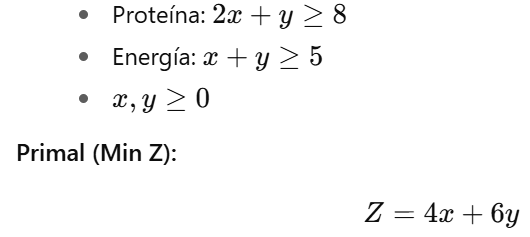 • Proteína: 2x + y ≥ 8
• Energía: x + y ≥ 5
• x, y ≥ 0
Primal (Min Z):
Z = 4x + 6y